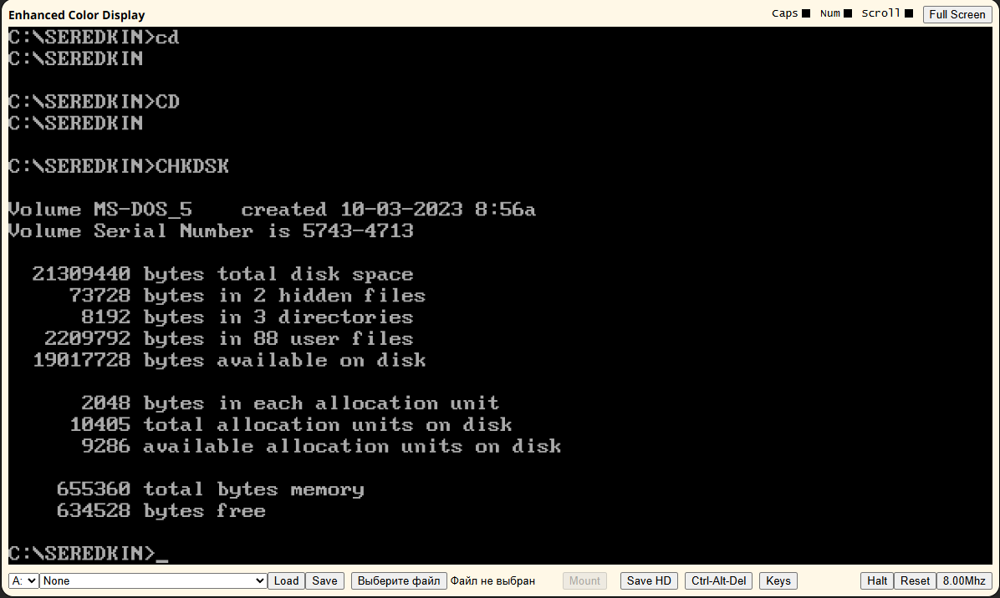 Enhanced Color Display Caps Num Scroll Full Screen
C:\SEREDKIN>cd
C:\SEREDKIN
C:\SEREDKIN>CD
C:\SEREDKIN
C:\SEREDKIN>CHKDSK
Volume MS-DOS_5    created 10-03-2023 8:56a
Volume Serial Number is 5743-4713
21309440 bytes total disk space
73728 bytes in 2 hidden files
8192 bytes in 3 directories
2209792 bytes in 88 user files
19017728 bytes available on disk
2048 bytes in each allocation unit
10405 total allocation units on disk
9286 available allocation units on disk
655360 total bytes memory
634528 bytes free
C:\SEREDKIN>_
A: None Load Save Выберите файл Файл не выбран Mount Save HD Ctrl-Alt-Del Keys Halt Reset 8.00Mhz